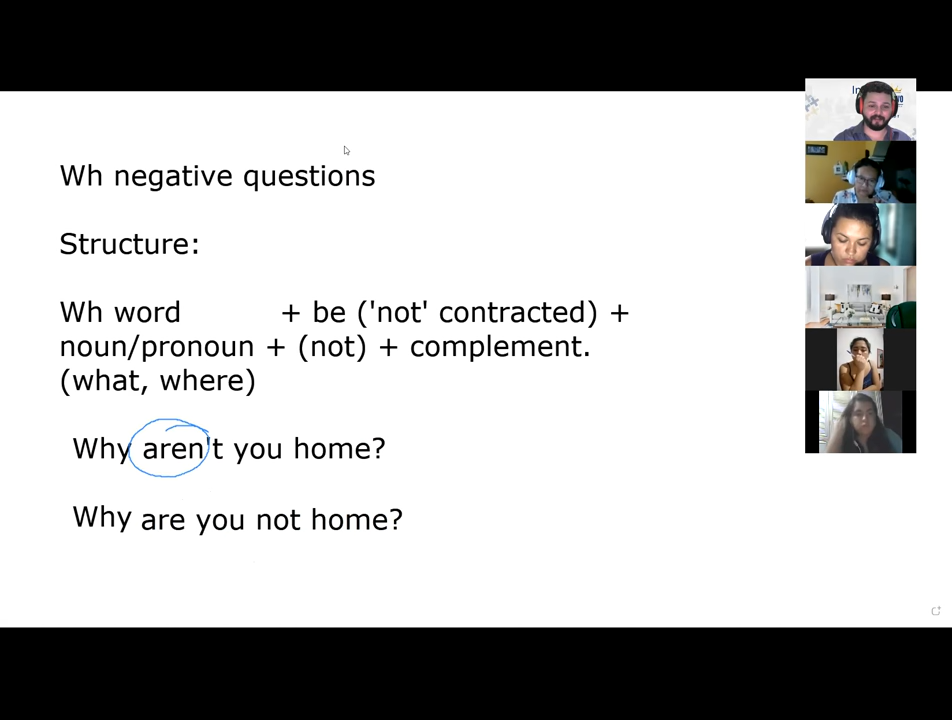 Wh negative questions
Structure:
Wh word + be ('not' contracted) +
noun/pronoun + (not) + complement.
(what, where)
Why aren't you home?
Why are you not home?